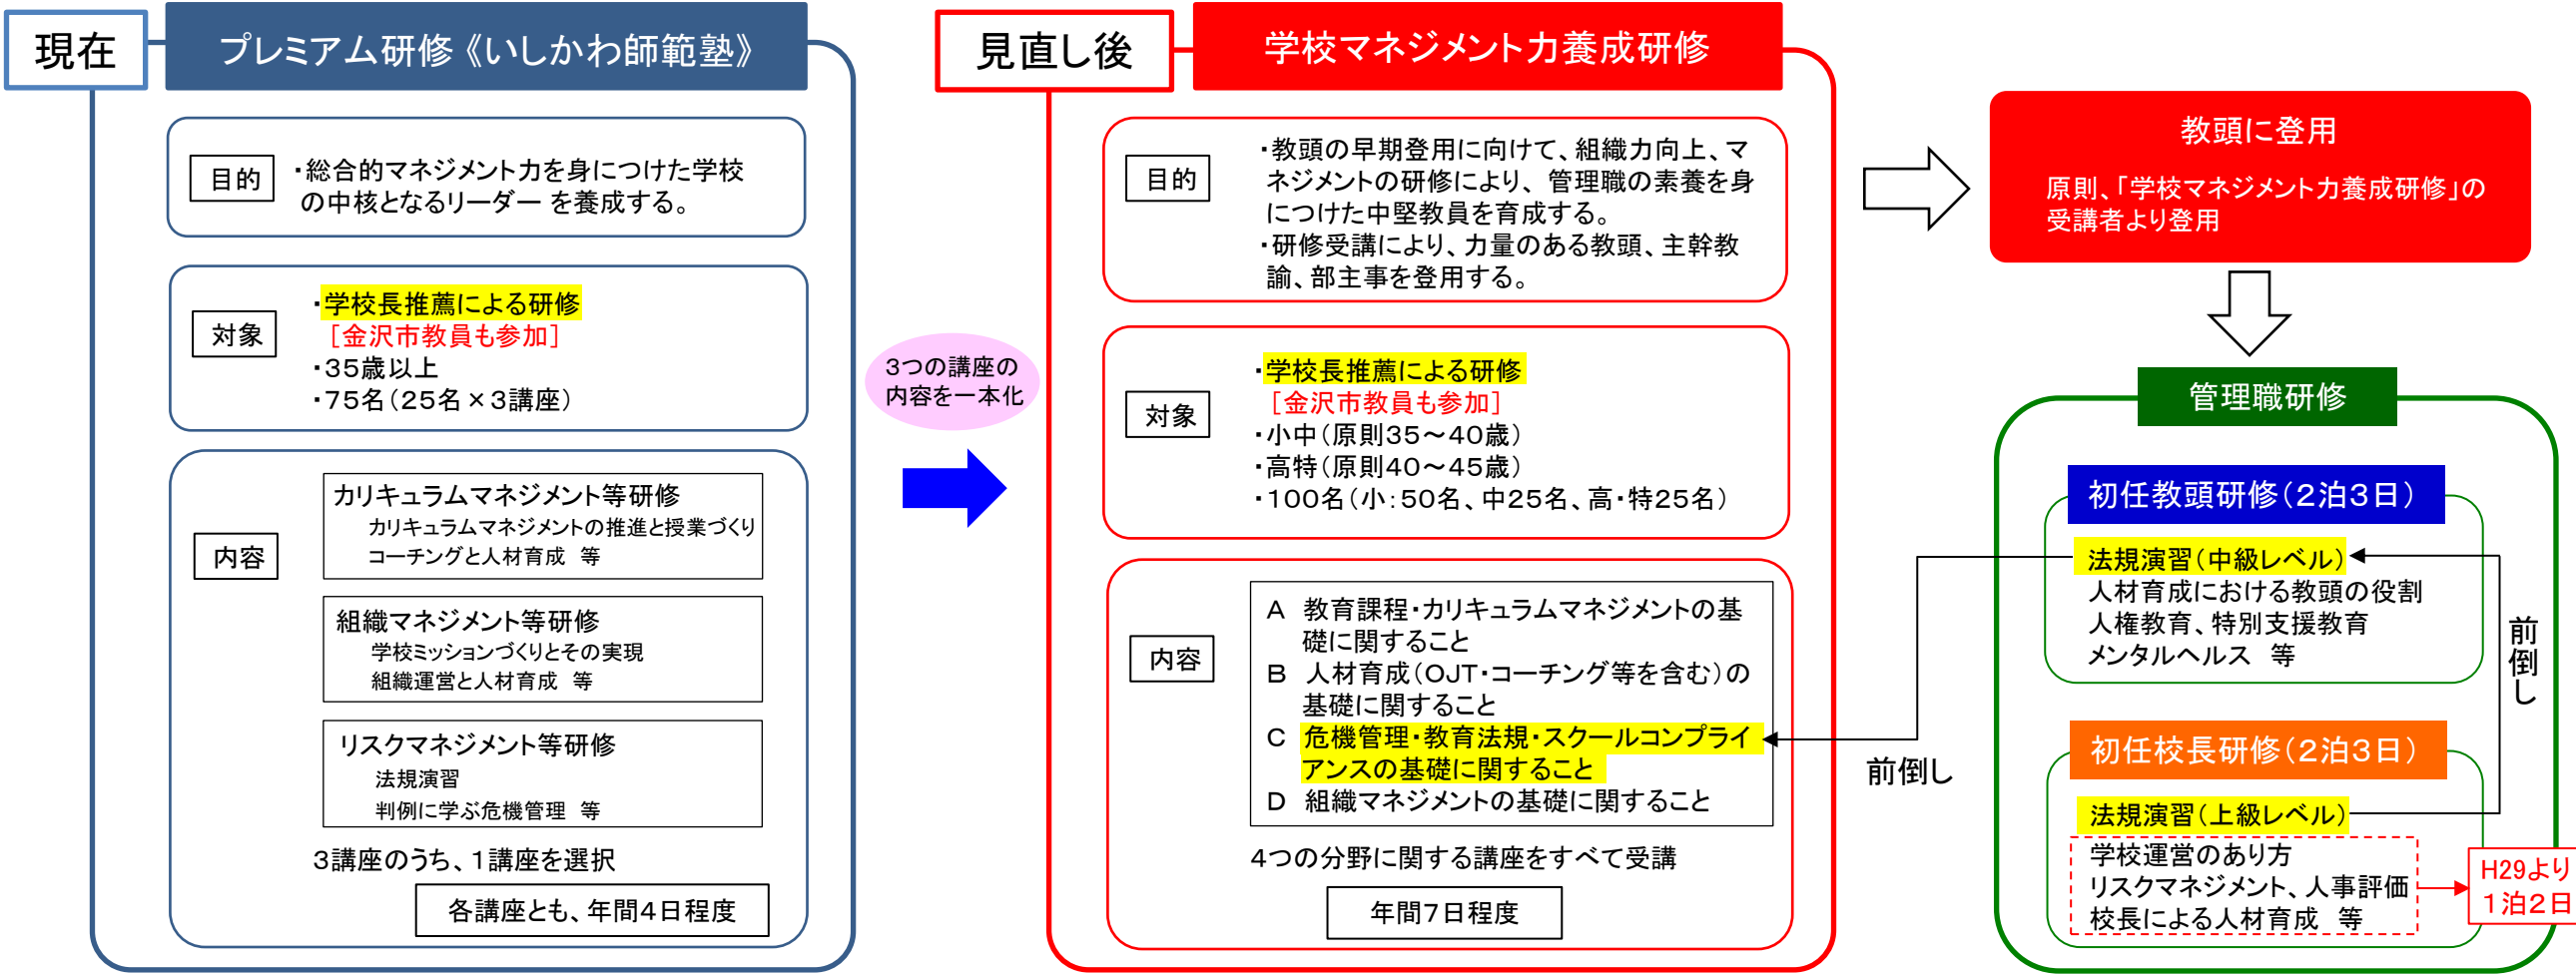 現在
プレミアム研修《いしかわ師範塾》
目的
・総合的マネジメント力を身につけた学校
の中核となるリーダー を養成する。
対象
・学校長推薦による研修
［金沢市教員も参加］
・35歳以上
・75名（25名×3講座）
内容
カリキュラムマネジメント等研修
カリキュラムマネジメントの推進と授業づくり
コーチングと人材育成　等
組織マネジメント等研修
学校ミッションづくりとその実現
組織運営と人材育成　等
リスクマネジメント等研修
法規演習
判例に学ぶ危機管理　等
3講座のうち、1講座を選択
各講座とも、年間4日程度
3つの講座の
内容を一本化
見直し後
学校マネジメント力養成研修
目的
・教頭の早期登用に向けて、組織力向上、マ
ネジメントの研修により、管理職の素養を身
につけた中堅教員を育成する。
・研修受講により、力量のある教頭、主幹教
諭、部主事を登用する。
対象
・学校長推薦による研修
［金沢市教員も参加］
・小中（原則35～40歳）
・高特（原則40～45歳）
・100名（小：50名、中25名、高・特25名）
内容
A　教育課程・カリキュラムマネジメントの基
礎に関すること
B　人材育成（OJT・コーチング等を含む）の
基礎に関すること
C　危機管理・教育法規・スクールコンプライ
アンスの基礎に関すること
D　組織マネジメントの基礎に関すること
4つの分野に関する講座をすべて受講
年間7日程度
教頭に登用
原則、「学校マネジメント力養成研修」の
受講者より登用
管理職研修
初任教頭研修（2泊3日）
法規演習（中級レベル）
人材育成における教頭の役割
人権教育、特別支援教育
メンタルヘルス　等
前倒し
前倒し
初任校長研修（2泊3日）
法規演習（上級レベル）
学校運営のあり方
リスクマネジメント、人事評価
校長による人材育成　等
H29より
1泊2日